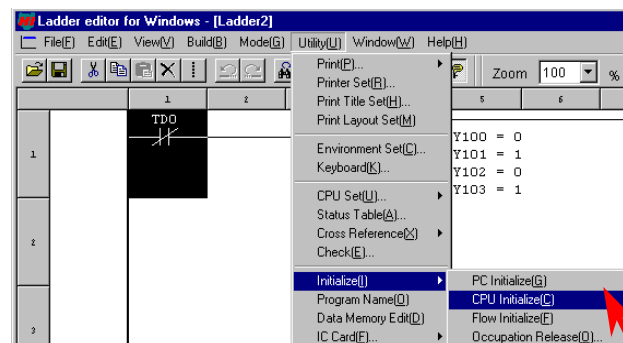 Ladder editor for Windows - [Ladder2]
File(F) Edit(E) View(V) Build(B) Mode(G) Utility(U) Window(W) Help(H)
Zoom 100 %
1 2 5 6
TD0
1
2
3
Y100 = 0
Y101 = 1
Y102 = 0
Y103 = 1
Print(P)...
Printer Set(R)...
Print Title Set(H)...
Print Layout Set(M)
Environment Set(C)...
Keyboard(K)...
CPU Set(U)...
Status Table(A)...
Cross Reference(X)
Check(E)...
Initialize(I)
Program Name(O)
Data Memory Edit(D)
IC Card(F)...
PC Initialize(G)
CPU Initialize(C)
Flow Initialize(F)
Occupation Release(O)...